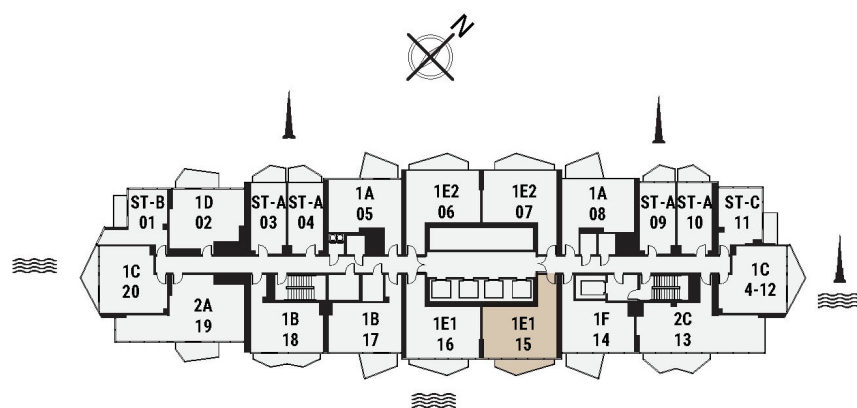 N
ST-B
01
1D
02
ST-A
03
ST-A
04
1A
05
1E2
06
1E2
07
1A
08
ST-A
09
ST-A
10
ST-C
11
1C
20
2A
19
1B
18
1B
17
1E1
16
1E1
15
1F
14
2C
13
1C
4-12